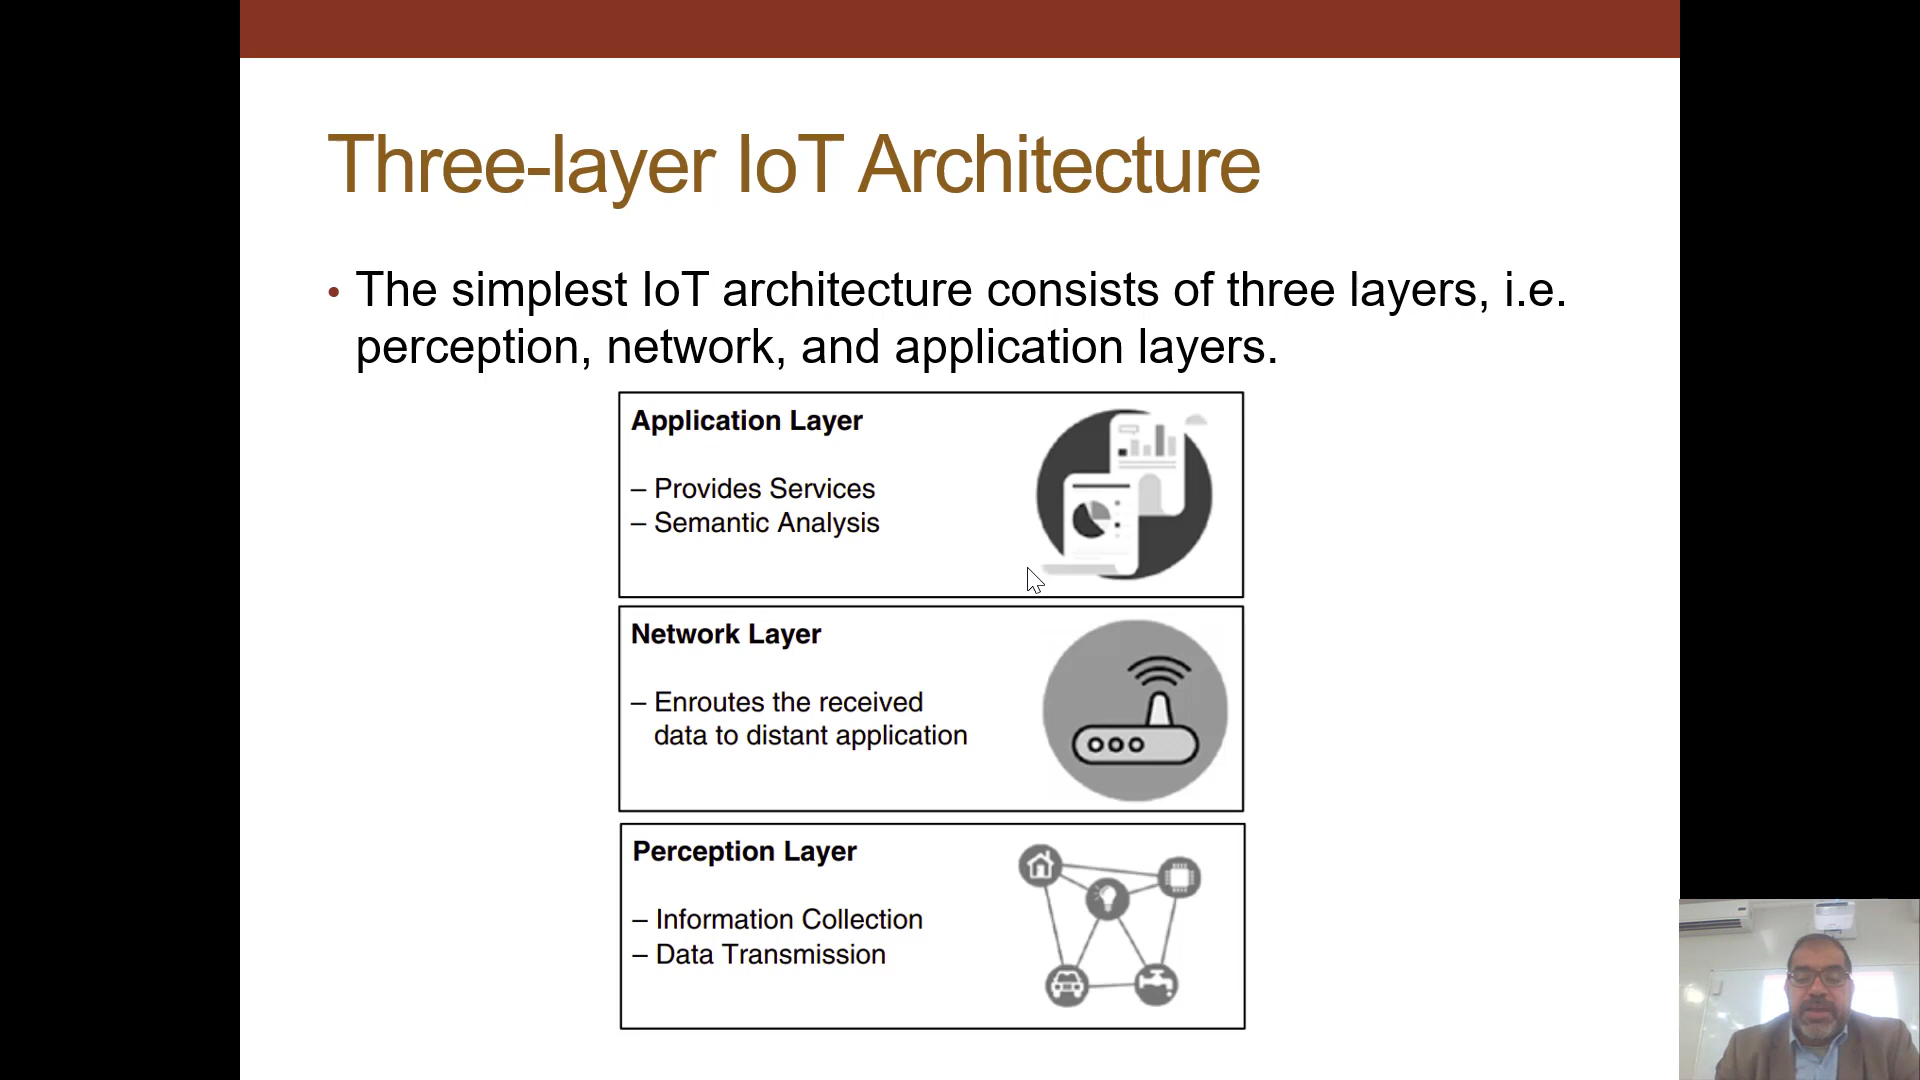 Three-layer IoT Architecture
• The simplest IoT architecture consists of three layers, i.e.
perception, network, and application layers.
Application Layer
– Provides Services
– Semantic Analysis
Network Layer
– Enroutes the received
data to distant application
Perception Layer
– Information Collection
– Data Transmission